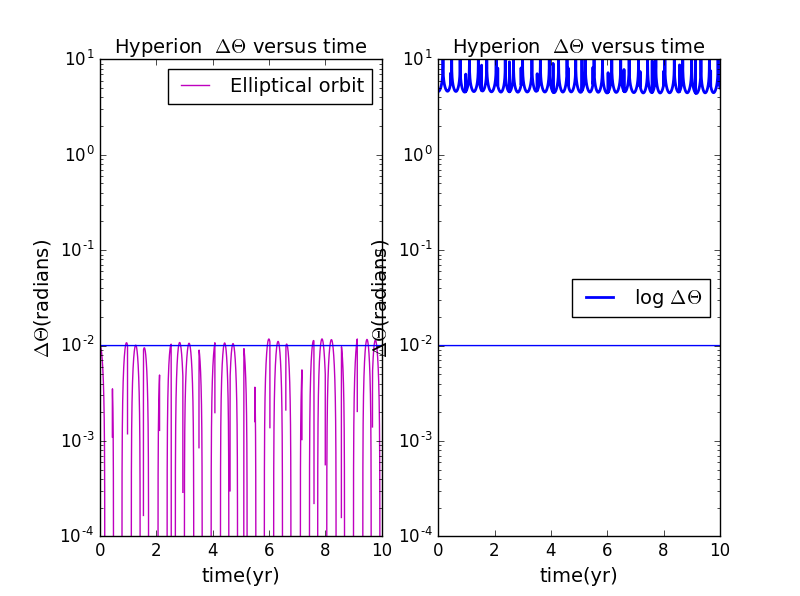 Hyperion ΔΘ versus time
Elliptical orbit
10^1
10^0
10^-1
10^-2
10^-3
10^-4
ΔΘ(radians)
0 2 4 6 8 10
time(yr)
Hyperion ΔΘ versus time
log ΔΘ
10^1
10^0
10^-1
10^-2
10^-3
10^-4
ΔΘ(radians)
0 2 4 6 8 10
time(yr)